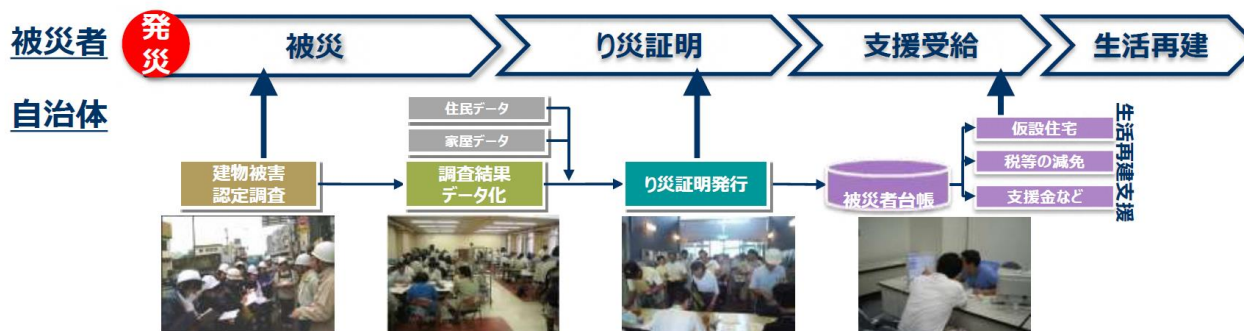 被災者
発災
被災
り災証明
支援受給
生活再建
自治体
住民データ
家屋データ
建物被害
認定調査
調査結果
データ化
り災証明発行
被災者台帳
仮設住宅
税等の減免
支援金など
生活再建支援